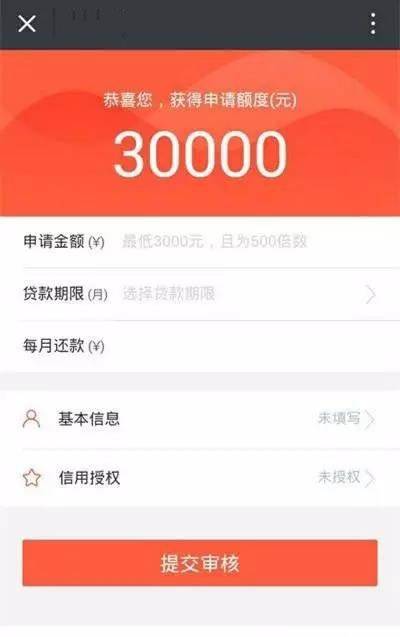 恭喜您，获得申请额度(元)
30000
申请金额(¥) 最低3000元，且为500倍数
贷款期限(月) 选择贷款期限
每月还款(¥)
基本信息 未填写
信用授权 未授权
提交审核